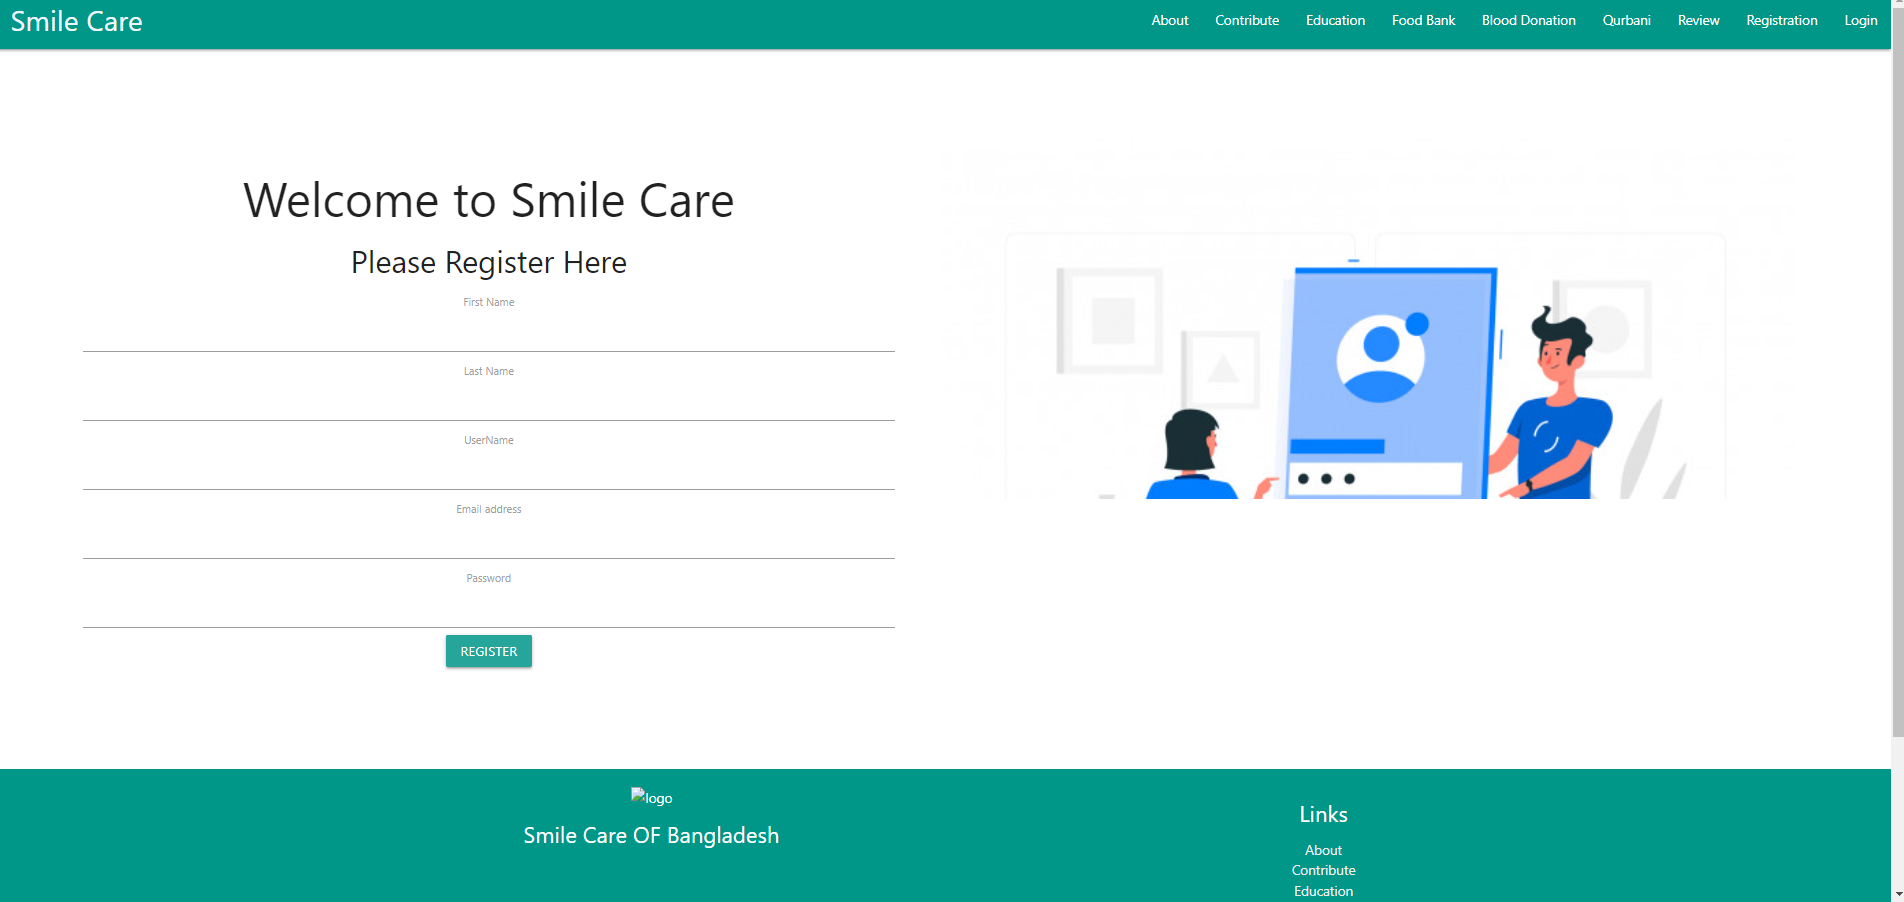 Smile Care
About Contribute Education Food Bank Blood Donation Qurbani Review Registration Login
Welcome to Smile Care
Please Register Here
First Name
Last Name
UserName
Email address
Password
REGISTER
logo
Smile Care OF Bangladesh
Links
About
Contribute
Education